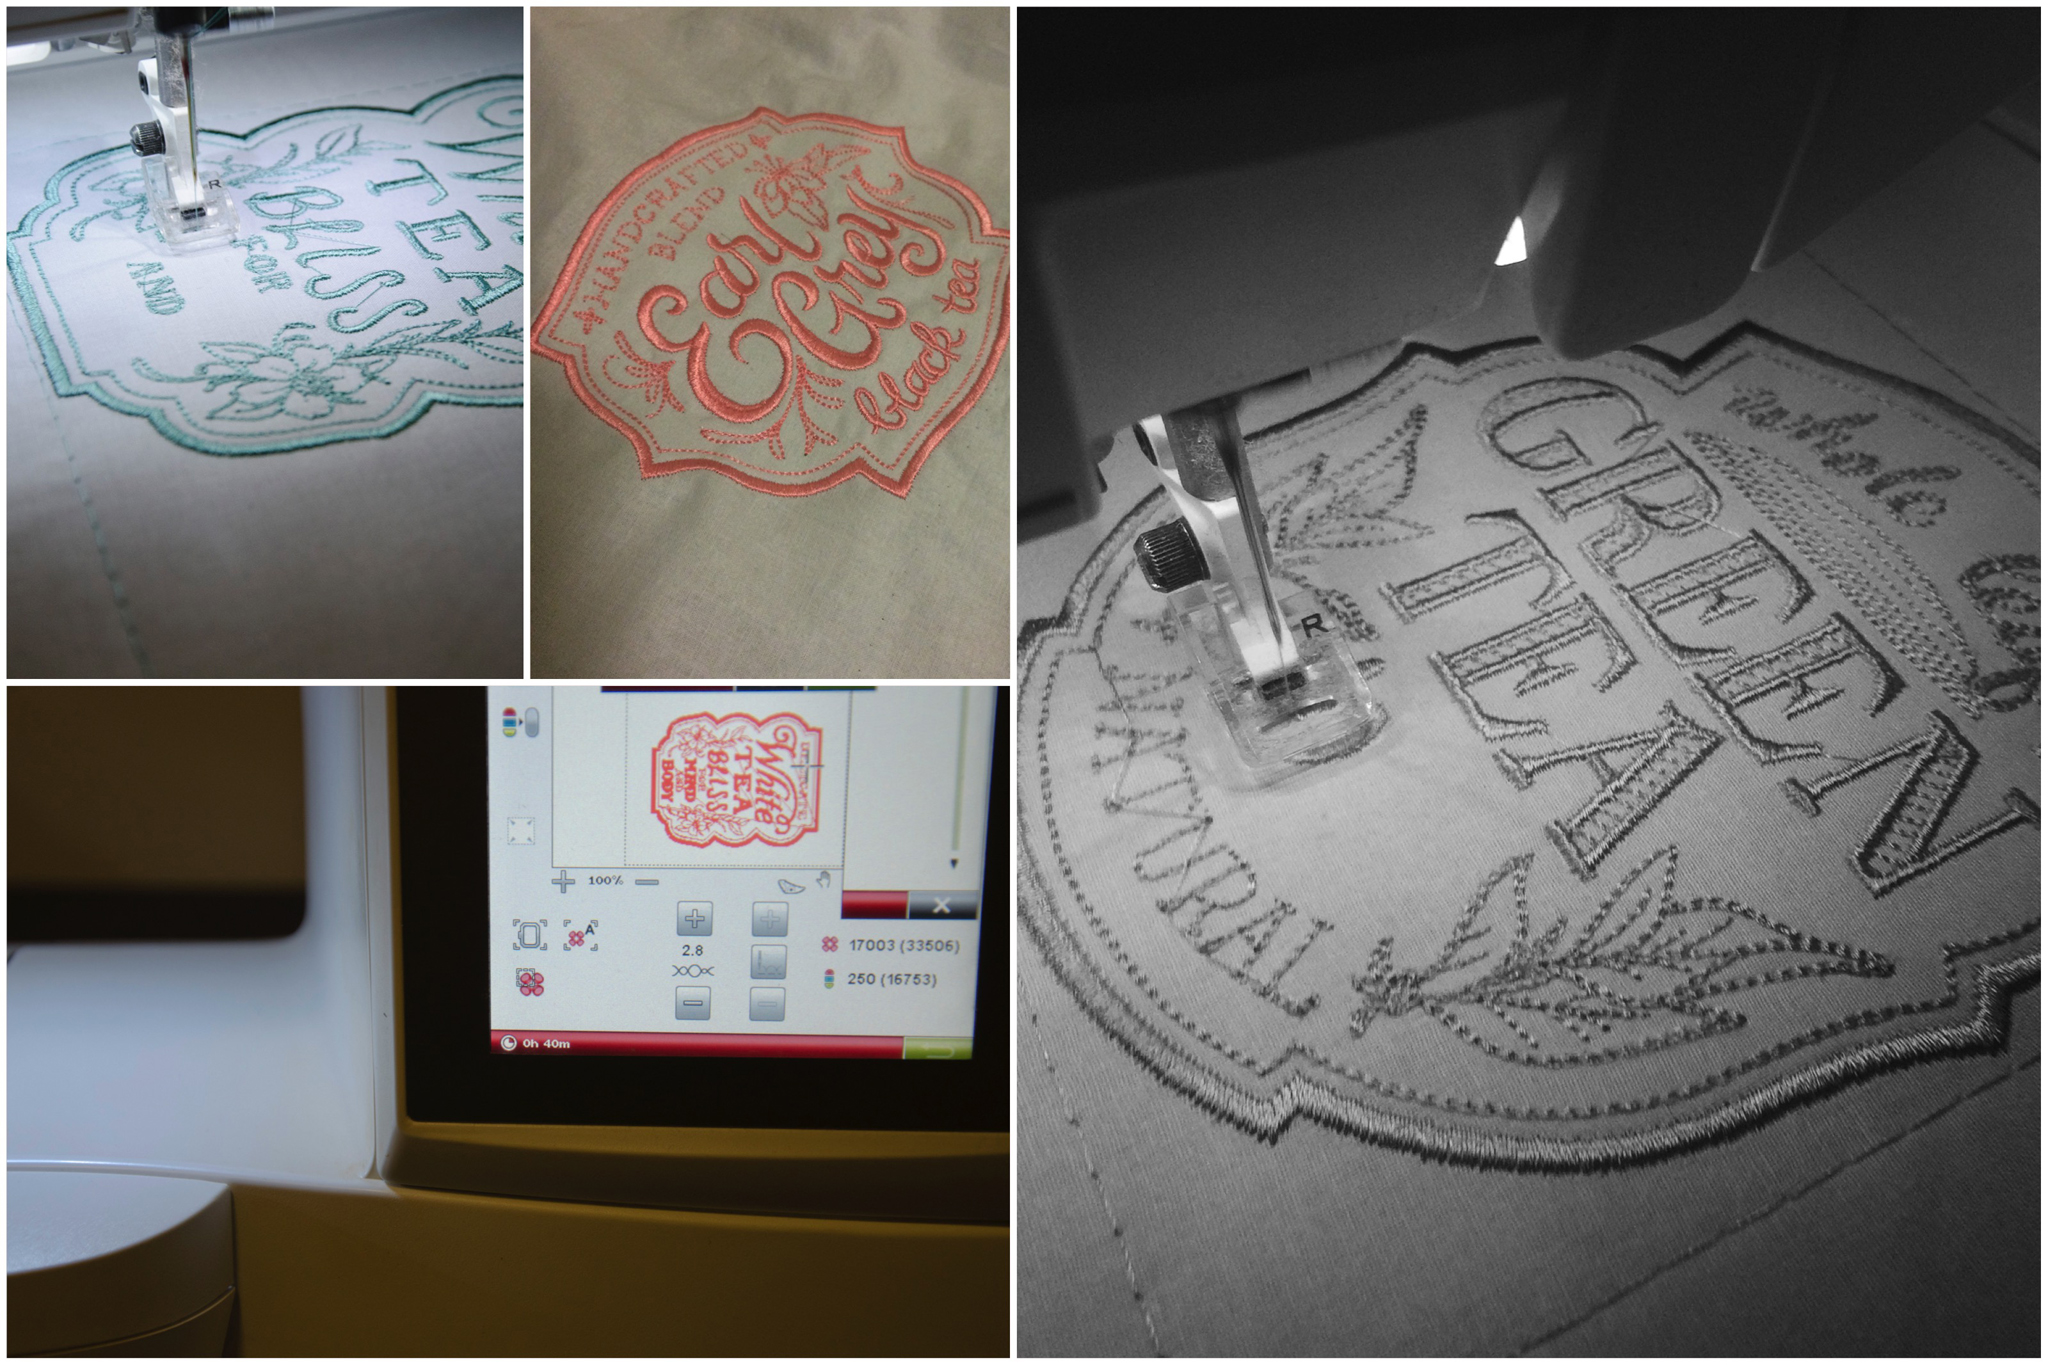 TEA
BLISS
FOR
AND
R
HANDCRAFTED
BLEND
Earl
Grey
black tea
White
TEA
BLISS
FOR
MIND
AND
BODY
100%
A
2.8
17003 (33506)
250 (16753)
0h 40m
whole
GREEN
TEA
NATURAL
R